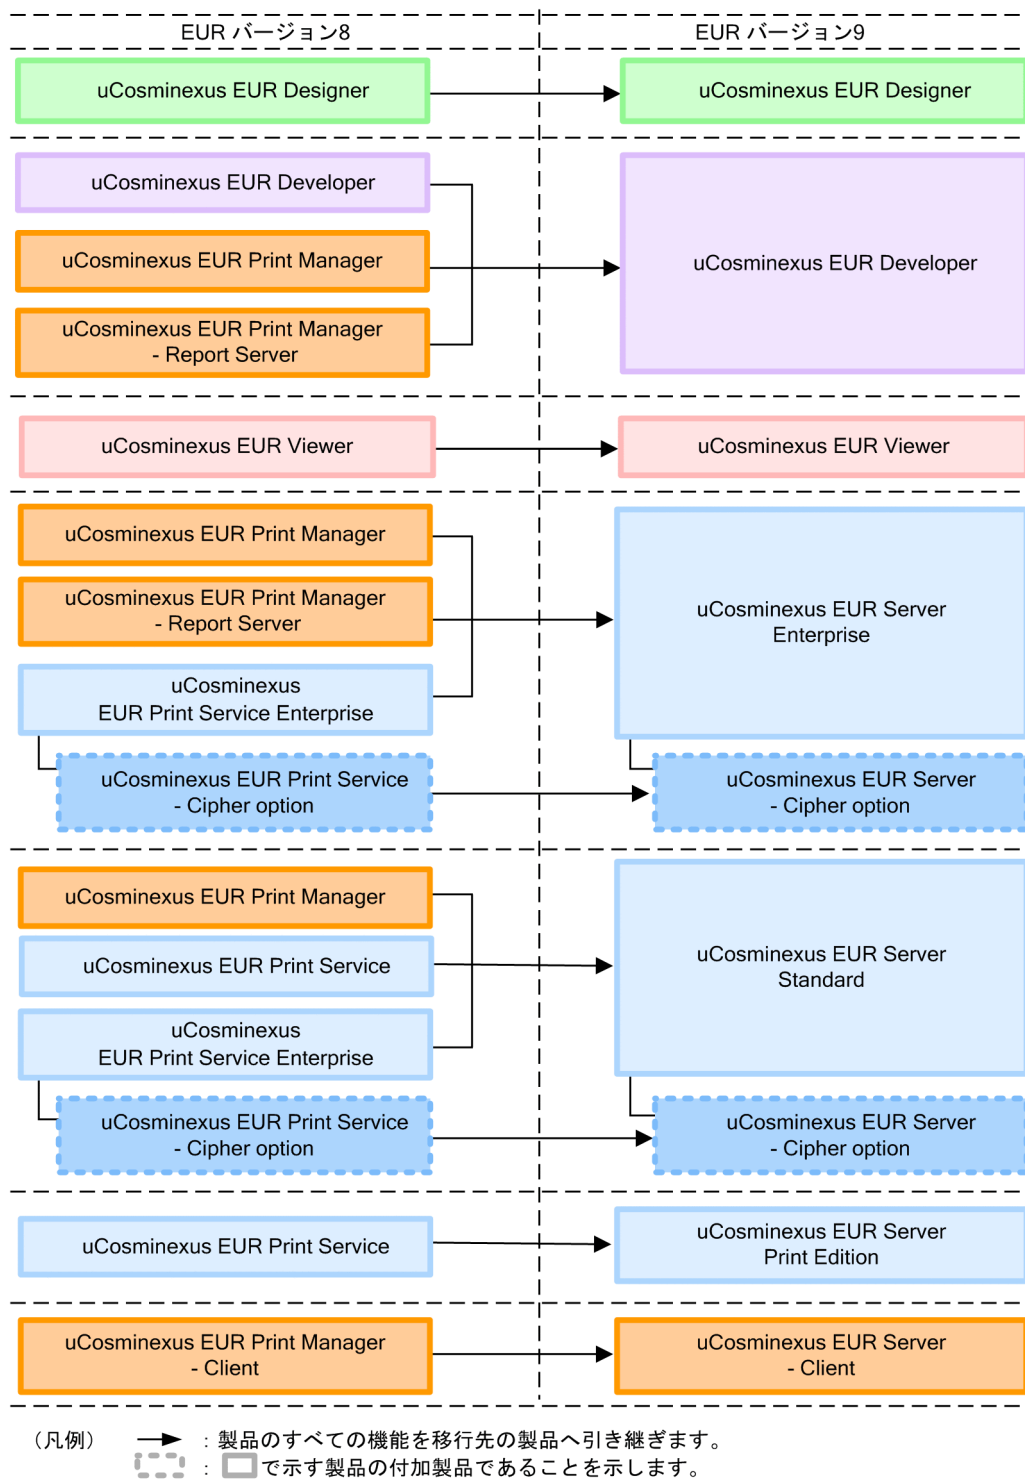 EUR バージョン8
EUR バージョン9
uCosminexus EUR Designer
uCosminexus EUR Designer
uCosminexus EUR Developer
uCosminexus EUR Print Manager
uCosminexus EUR Print Manager
- Report Server
uCosminexus EUR Developer
uCosminexus EUR Viewer
uCosminexus EUR Viewer
uCosminexus EUR Print Manager
uCosminexus EUR Print Manager
- Report Server
uCosminexus
EUR Print Service Enterprise
uCosminexus EUR Print Service
- Cipher option
uCosminexus EUR Server
Enterprise
uCosminexus EUR Server
- Cipher option
uCosminexus EUR Print Manager
uCosminexus EUR Print Service
uCosminexus
EUR Print Service Enterprise
uCosminexus EUR Print Service
- Cipher option
uCosminexus EUR Server
Standard
uCosminexus EUR Server
- Cipher option
uCosminexus EUR Print Service
uCosminexus EUR Server
Print Edition
uCosminexus EUR Print Manager
- Client
uCosminexus EUR Server
- Client
（凡例） : 製品のすべての機能を移行先の製品へ引き継ぎます。
: で示す製品の付加製品であることを示します。